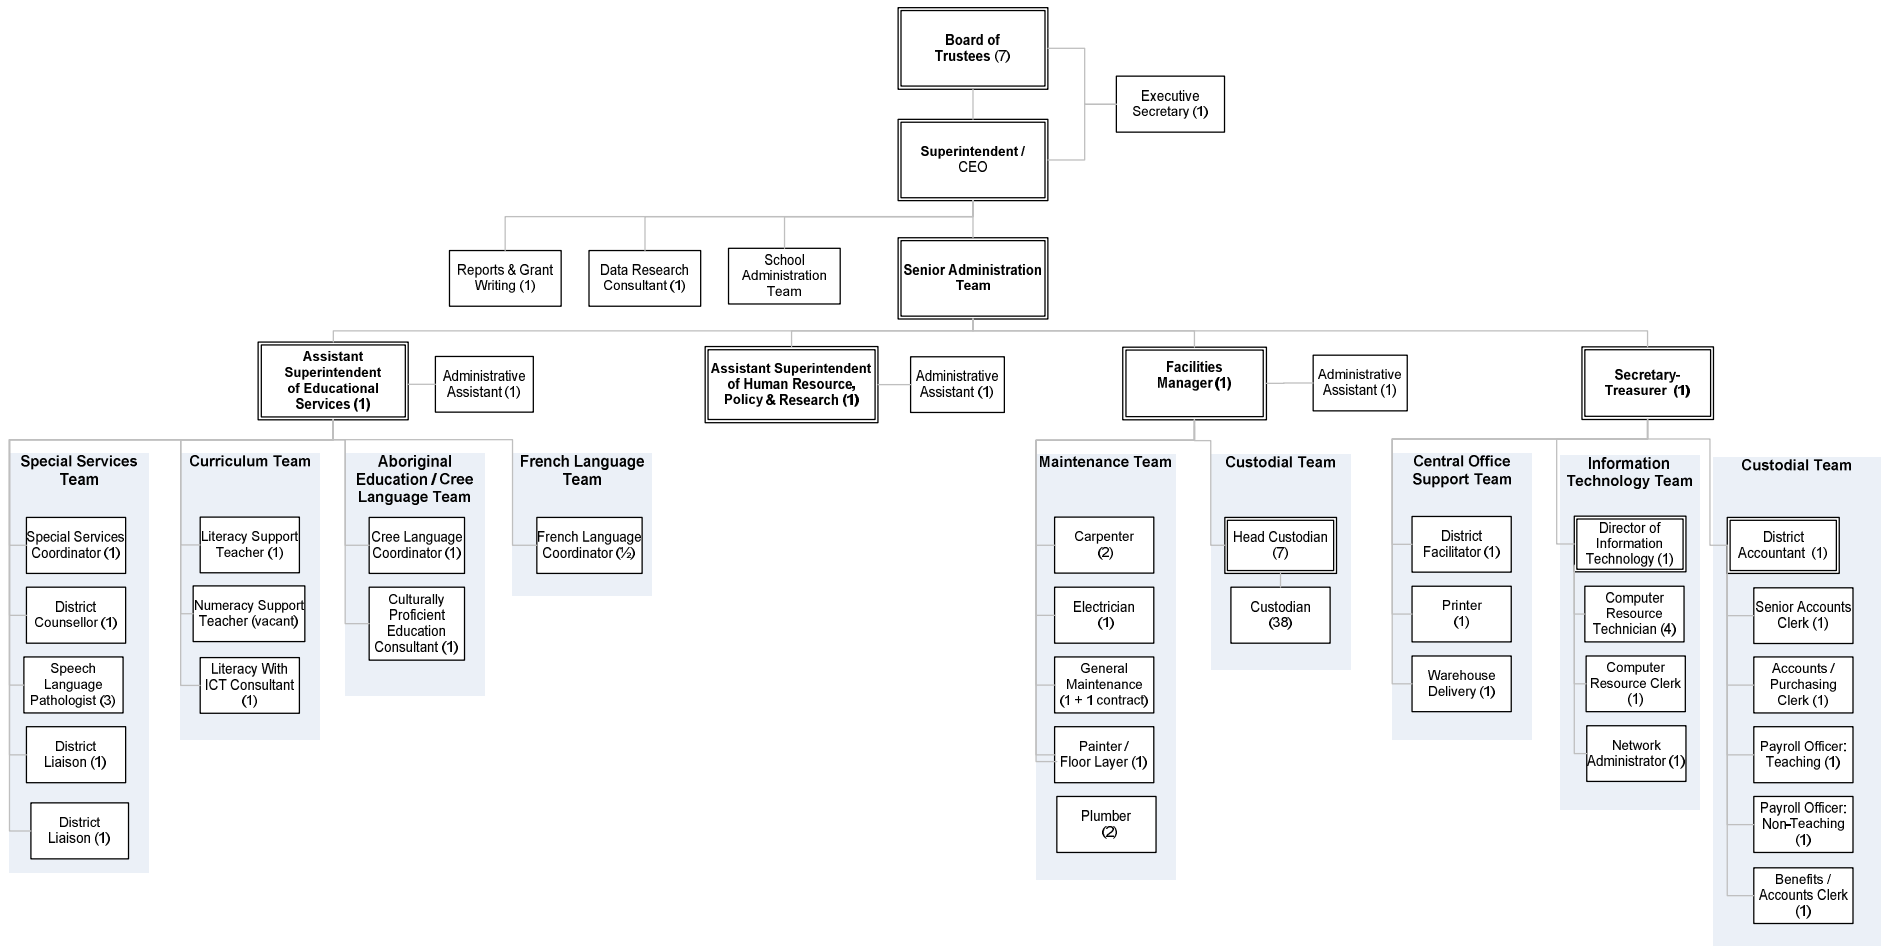 Board of
Trustees (7)
Executive
Secretary (1)
Superintendent /
CEO
Reports & Grant
Writing (1)
Data Research
Consultant (1)
School
Administration
Team
Senior Administration
Team
Assistant
Superintendent
of Educational
Services (1)
Administrative
Assistant (1)
Assistant Superintendent
of Human Resource,
Policy & Research (1)
Administrative
Assistant (1)
Facilities
Manager (1)
Administrative
Assistant (1)
Secretary-
Treasurer (1)
Special Services
Team
Special Services
Coordinator (1)
District
Counsellor (1)
Speech
Language
Pathologist (3)
District
Liaison (1)
District
Liaison (1)
Curriculum Team
Literacy Support
Teacher (1)
Numeracy Support
Teacher (vacant)
Literacy With
ICT Consultant
(1)
Aboriginal
Education / Cree
Language Team
Cree Language
Coordinator (1)
Culturally
Proficient
Education
Consultant (1)
French Language
Team
French Language
Coordinator (½)
Maintenance Team
Carpenter
(2)
Electrician
(1)
General
Maintenance
(1 + 1 contract)
Painter /
Floor Layer (1)
Plumber
(2)
Custodial Team
Head Custodian
(7)
Custodian
(38)
Central Office
Support Team
District
Facilitator (1)
Printer
(1)
Warehouse
Delivery (1)
Information
Technology Team
Director of
Information
Technology (1)
Computer
Resource
Technician (4)
Computer
Resource Clerk
(1)
Network
Administrator (1)
Custodial Team
District
Accountant (1)
Senior Accounts
Clerk (1)
Accounts /
Purchasing
Clerk (1)
Payroll Officer:
Teaching (1)
Payroll Officer:
Non-Teaching
(1)
Benefits /
Accounts Clerk
(1)